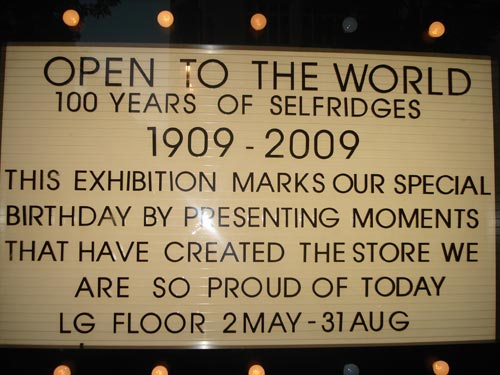 OPEN TO THE WORLD
100 YEARS OF SELFRIDGES
1909 - 2009
THIS EXHIBITION MARKS OUR SPECIAL
BIRTHDAY BY PRESENTING MOMENTS
THAT HAVE CREATED THE STORE WE
ARE SO PROUD OF TODAY
LG FLOOR 2 MAY - 31 AUG